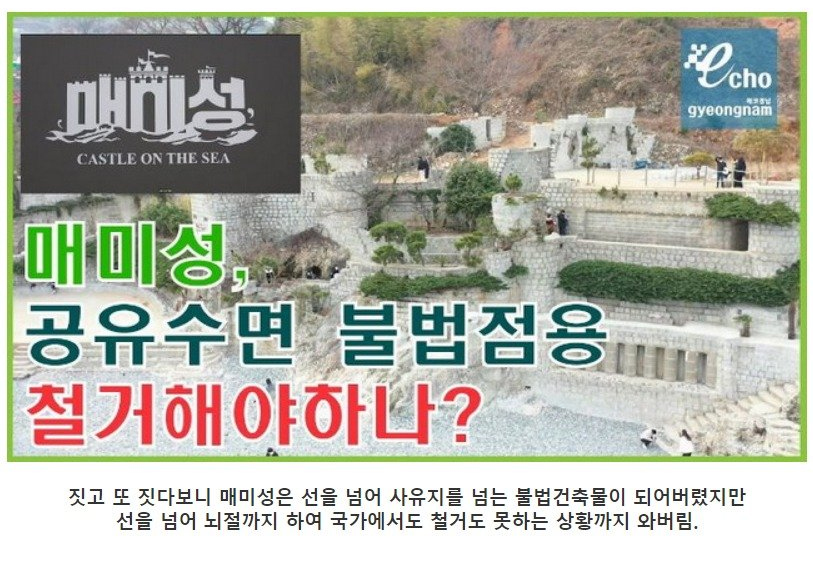 매미성
CASTLE ON THE SEA
echo
에코경남
gyeongnam
매미성,
공유수면 불법점용
철거해야하나?
짓고 또 짓다보니 매미성은 선을 넘어 사유지를 넘는 불법건축물이 되어버렸지만
선을 넘어 뇌절까지 하여 국가에서도 철거도 못하는 상황까지 와버림.